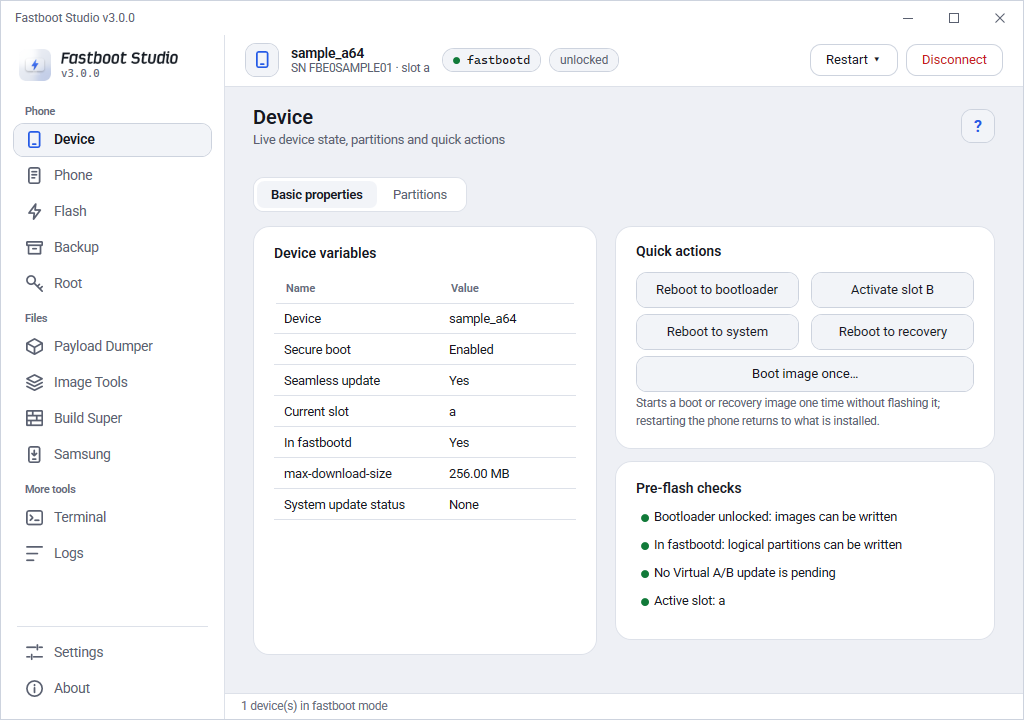 Fastboot Studio v3.0.0
Fastboot Studio
v3.0.0
Phone
Device
Phone
Flash
Backup
Root
Files
Payload Dumper
Image Tools
Build Super
Samsung
More tools
Terminal
Logs
Settings
About
sample_a64
SN FBE0SAMPLE01 · slot a
fastbootd
unlocked
Restart
Disconnect
Device
Live device state, partitions and quick actions
?
Basic properties
Partitions
Device variables
Name Value
Device sample_a64
Secure boot Enabled
Seamless update Yes
Current slot a
In fastbootd Yes
max-download-size 256.00 MB
System update status None
Quick actions
Reboot to bootloader
Activate slot B
Reboot to system
Reboot to recovery
Boot image once...
Starts a boot or recovery image one time without flashing it;
restarting the phone returns to what is installed.
Pre-flash checks
Bootloader unlocked: images can be written
In fastbootd: logical partitions can be written
No Virtual A/B update is pending
Active slot: a
1 device(s) in fastboot mode